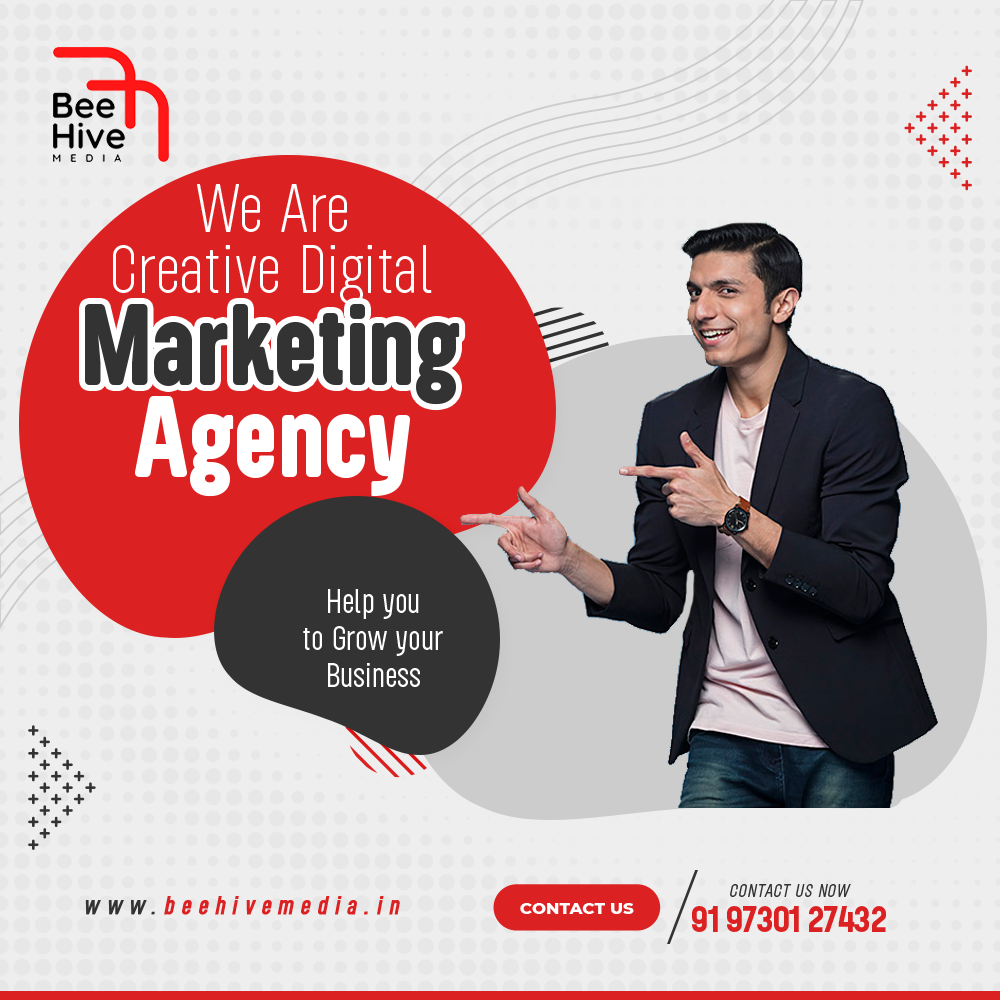 Bee
Hive
MEDIA
We Are
Creative Digital
Marketing
Agency
Help you
to Grow your
Business
www.beehivemedia.in
CONTACT US
CONTACT US NOW
91 97301 27432